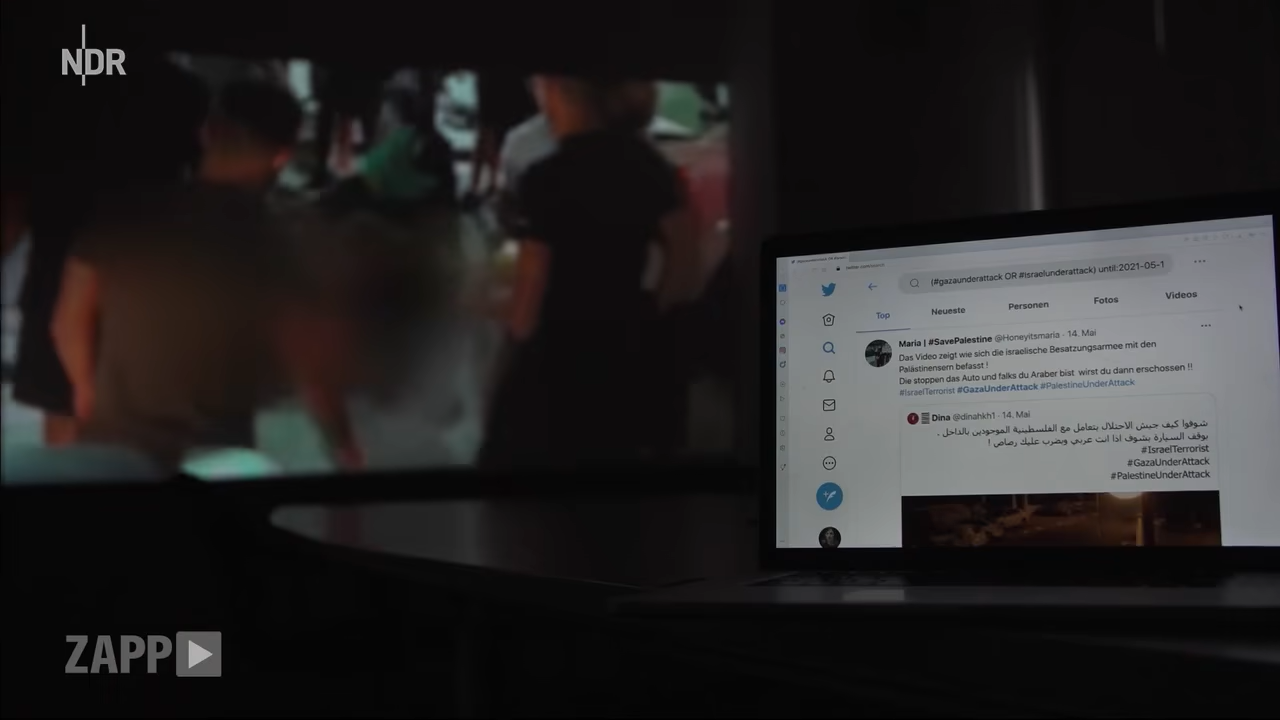 NDR
(#gazaunderattack OR #israelunderattack) until:2021-05-1
Top
Neueste
Personen
Fotos
Videos
Maria | #SavePalestine @Honeyitsmaria · 14. Mai
Das Video zeigt wie sich die israelische Besatzungsarmee mit den
Palästinensern befasst !
Die stoppen das Auto und falks du Araber bist wirst du dann erschossen !!
#IsraelTerrorist #GazaUnderAttack #PalestineUnderAttack
Dina @dinahkh1 · 14. Mai
شوفوا كيف جيش الاحتلال بتعامل مع الفلسطينية الموجودين بالداخل .
بوقف السيارة بشوف اذا انت عربي وبضرب عليك رصاص !
#IsraelTerrorist
#GazaUnderAttack
#PalestineUnderAttack
ZAPP